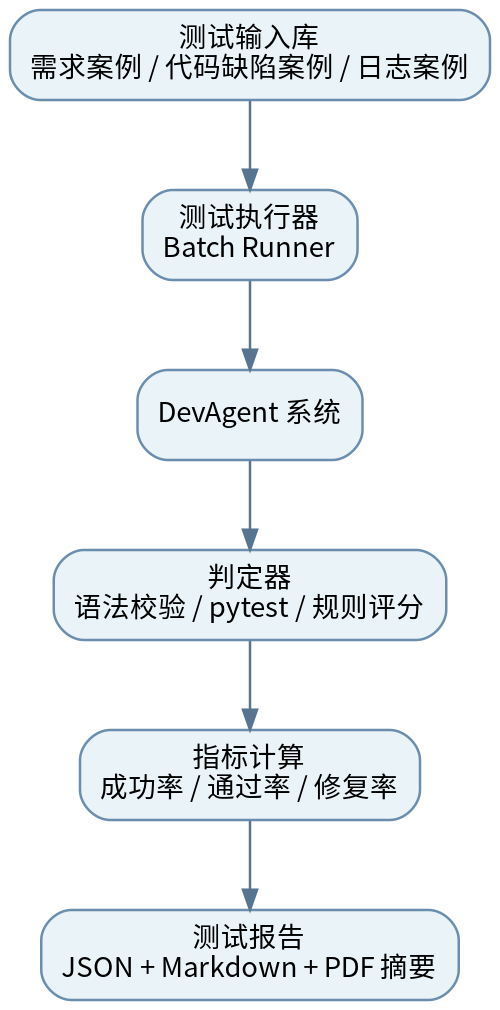 测试输入库
需求案例 / 代码缺陷案例 / 日志案例
测试执行器
Batch Runner
DevAgent 系统
判定器
语法校验 / pytest / 规则评分
指标计算
成功率 / 通过率 / 修复率
测试报告
JSON + Markdown + PDF 摘要